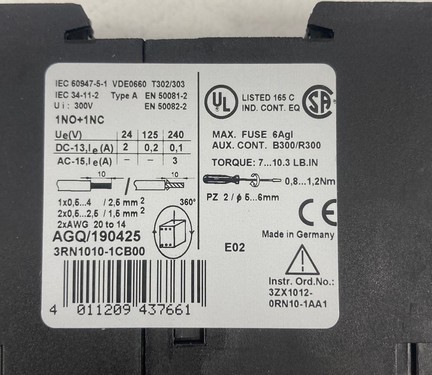 IEC 60947-5-1 VDE0660 T302/303
IEC 34-11-2 Type A EN 50081-2
Ui: 300V EN 50082-2
1NO+1NC
Ue(V) 24 125 240
DC-13,Ie(A) 2 0,2 0,1
AC-15,Ie(A) – 3
10 / 10
1x0,5...4 / 2,5 mm²
2x0,5...2,5 / 1,5 mm²
2xAWG 20 to 14
360°
AGQ/190425
3RN1010-1CB00
4 011209 437661
UL LISTED 165 C
IND. CONT. EQ
SA
MAX. FUSE 6Agl
AUX. CONT. B300/R300
TORQUE: 7...10.3 LB.IN
0,8...1,2Nm
PZ 2 / ϕ 5...6mm
CE
E02
Made in Germany
Instr. Ord.No.:
3ZX1012-
0RN10-1AA1